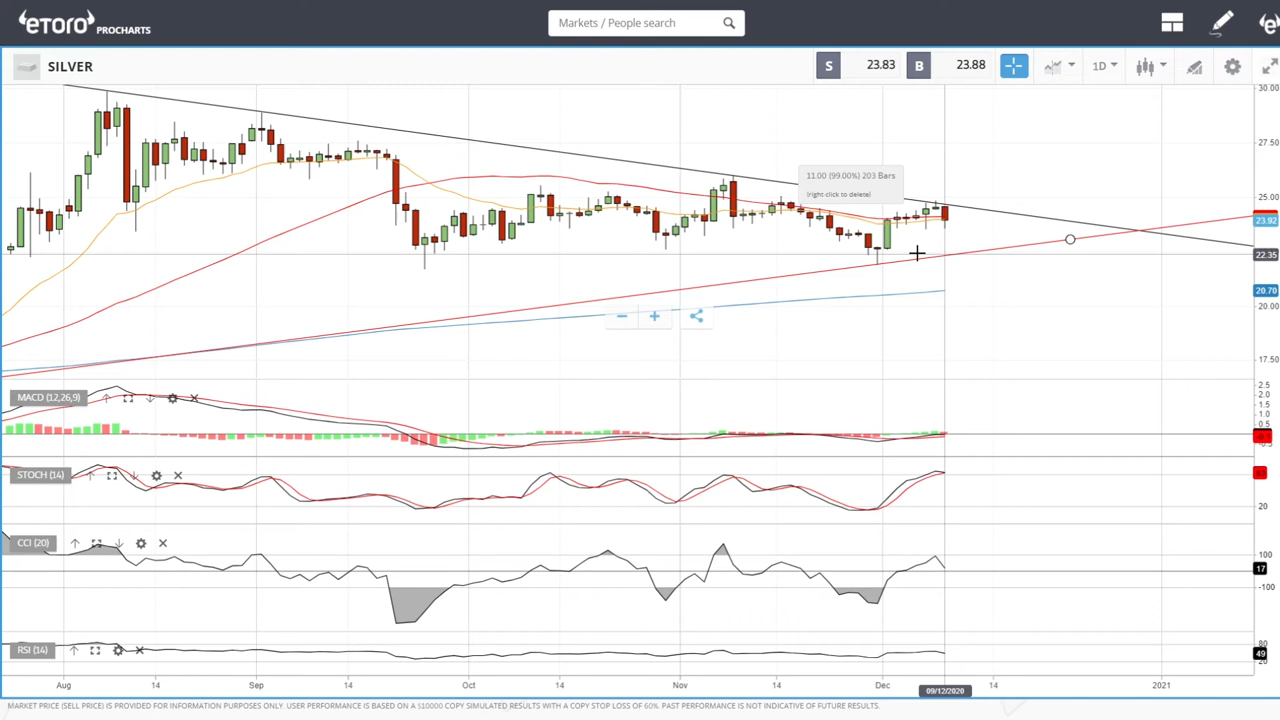 eTORO PROCHARTS
Markets / People search
e
SILVER
S 23.83 B 23.88
1D
30.00
27.50
11.00 (99.00%) 203 Bars
(right click to delete)
25.00
23.92
22.35
20.70
20.00
17.50
MACD (12,26,9)
2.5
2.0
1.5
1.0
0.5
STOCH (14)
20
CCI (20)
100
17
-100
RSI (14)
80
49
20
Aug 14 Sep 14 Oct 14 Nov 14 Dec 14 2021
09/12/2020
MARKET PRICE (SELL PRICE) IS PROVIDED FOR INFORMATION PURPOSES ONLY. USER PERFORMANCE IS BASED ON A $10000 COPY SIMULATED RESULTS WITH A COPY STOP LOSS OF 60%. PAST PERFORMANCE IS NOT INDICATIVE OF FUTURE RESULTS.